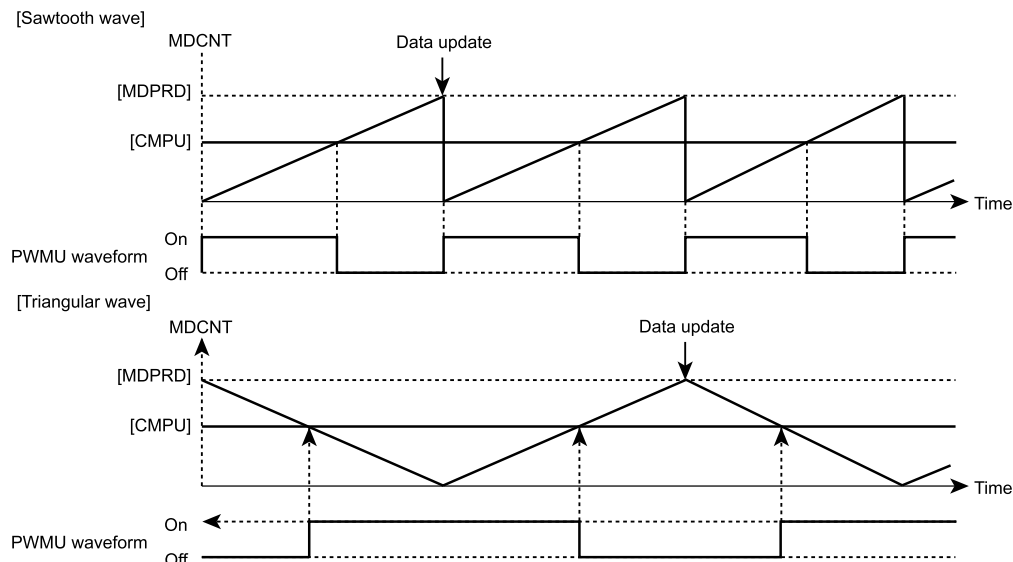 [Sawtooth wave]
MDCNT
Data update
[MDPRD]
[CMPU]
Time
On
PWMU waveform
Off
[Triangular wave]
MDCNT
Data update
[MDPRD]
[CMPU]
Time
On
PWMU waveform
Off